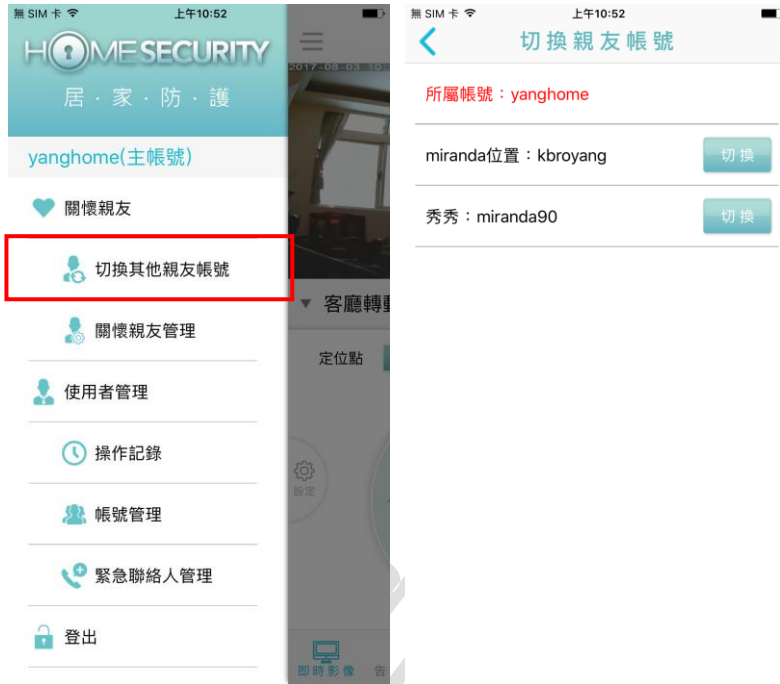 無 SIM 卡 上午10:52
HOMESECURITY
居．家．防．護
yanghome(主帳號)
關懷親友
切換其他親友帳號
關懷親友管理
使用者管理
操作記錄
帳號管理
緊急聯絡人管理
登出
2017-08-03 10:
客廳轉動
定位點
設定
即時影像 告
無 SIM 卡 上午10:52
切換親友帳號
所屬帳號：yanghome
miranda位置：kbroyang 切換
秀秀：miranda90 切換